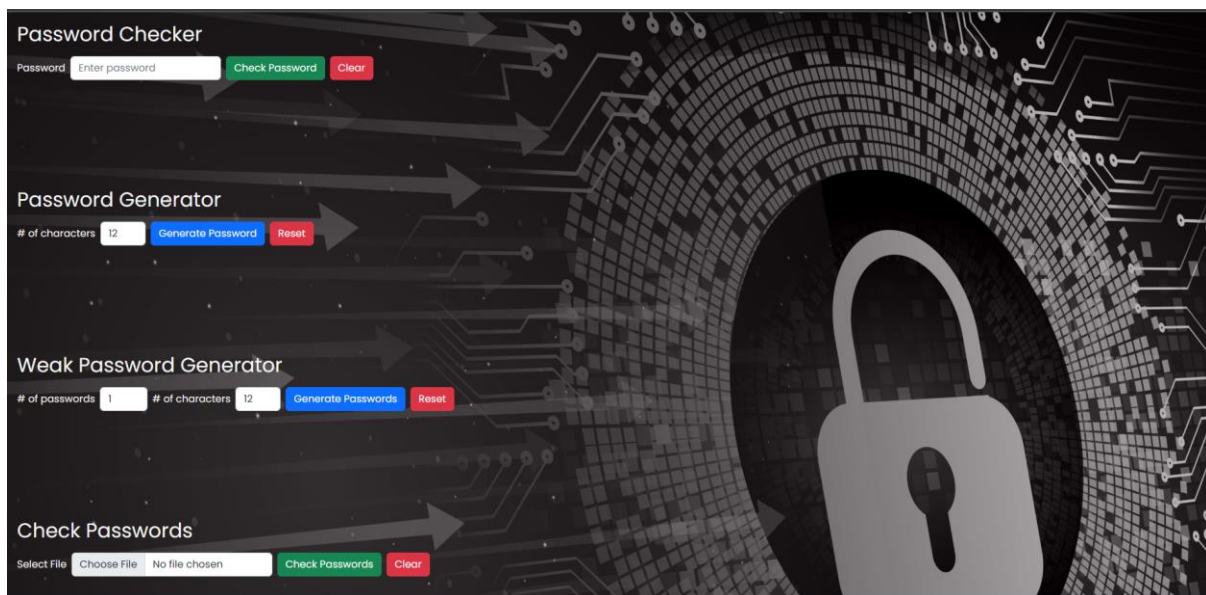 Password Checker
Password Enter password Check Password Clear
Password Generator
# of characters 12 Generate Password Reset
Weak Password Generator
# of passwords 1 # of characters 12 Generate Passwords Reset
Check Passwords
Select File Choose File No file chosen Check Passwords Clear